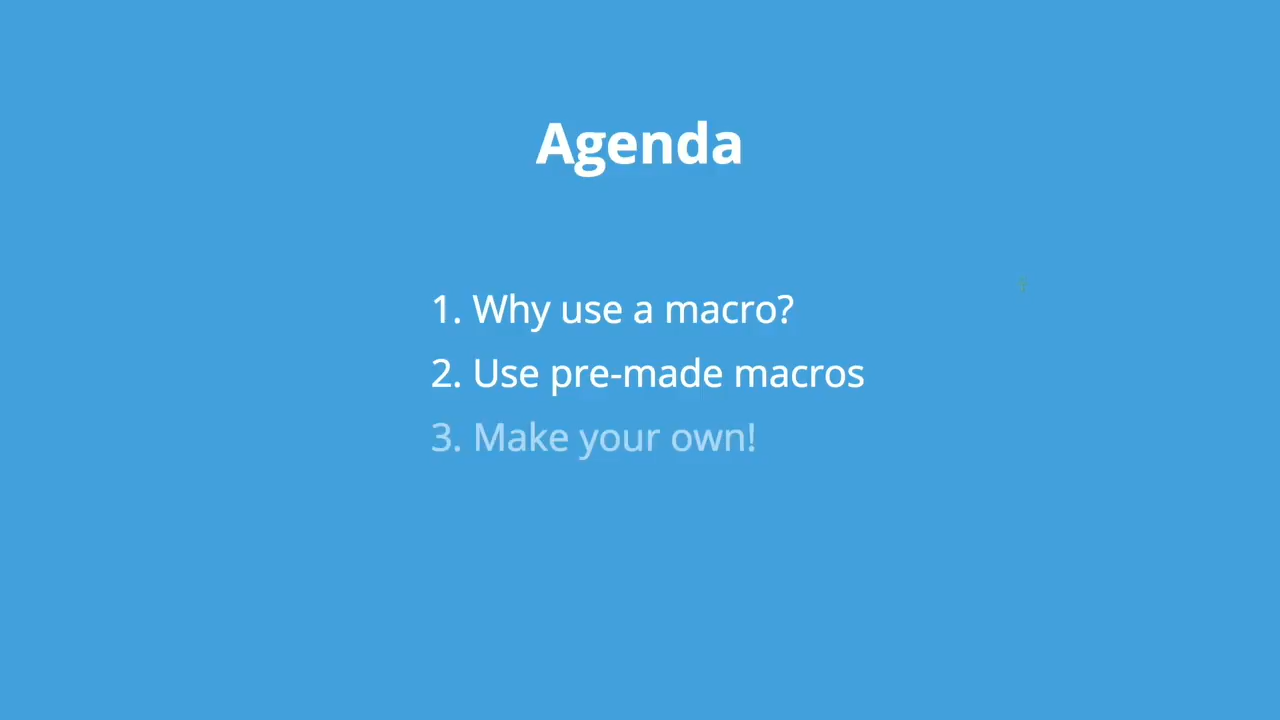 Agenda
1. Why use a macro?
2. Use pre-made macros
3. Make your own!